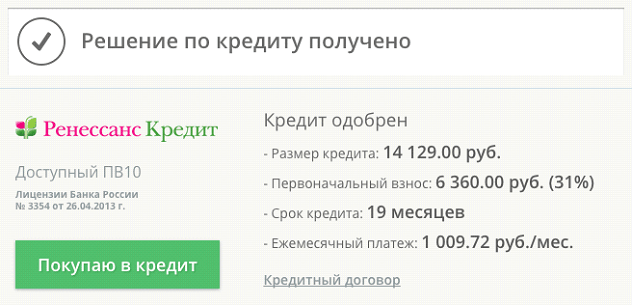 Решение по кредиту получено
Ренессанс Кредит
Доступный ПВ10
Лицензии Банка России
№ 3354 от 26.04.2013 г.
Покупаю в кредит
Кредит одобрен
- Размер кредита: 14 129.00 руб.
- Первоначальный взнос: 6 360.00 руб. (31%)
- Срок кредита: 19 месяцев
- Ежемесячный платеж: 1 009.72 руб./мес.
Кредитный договор